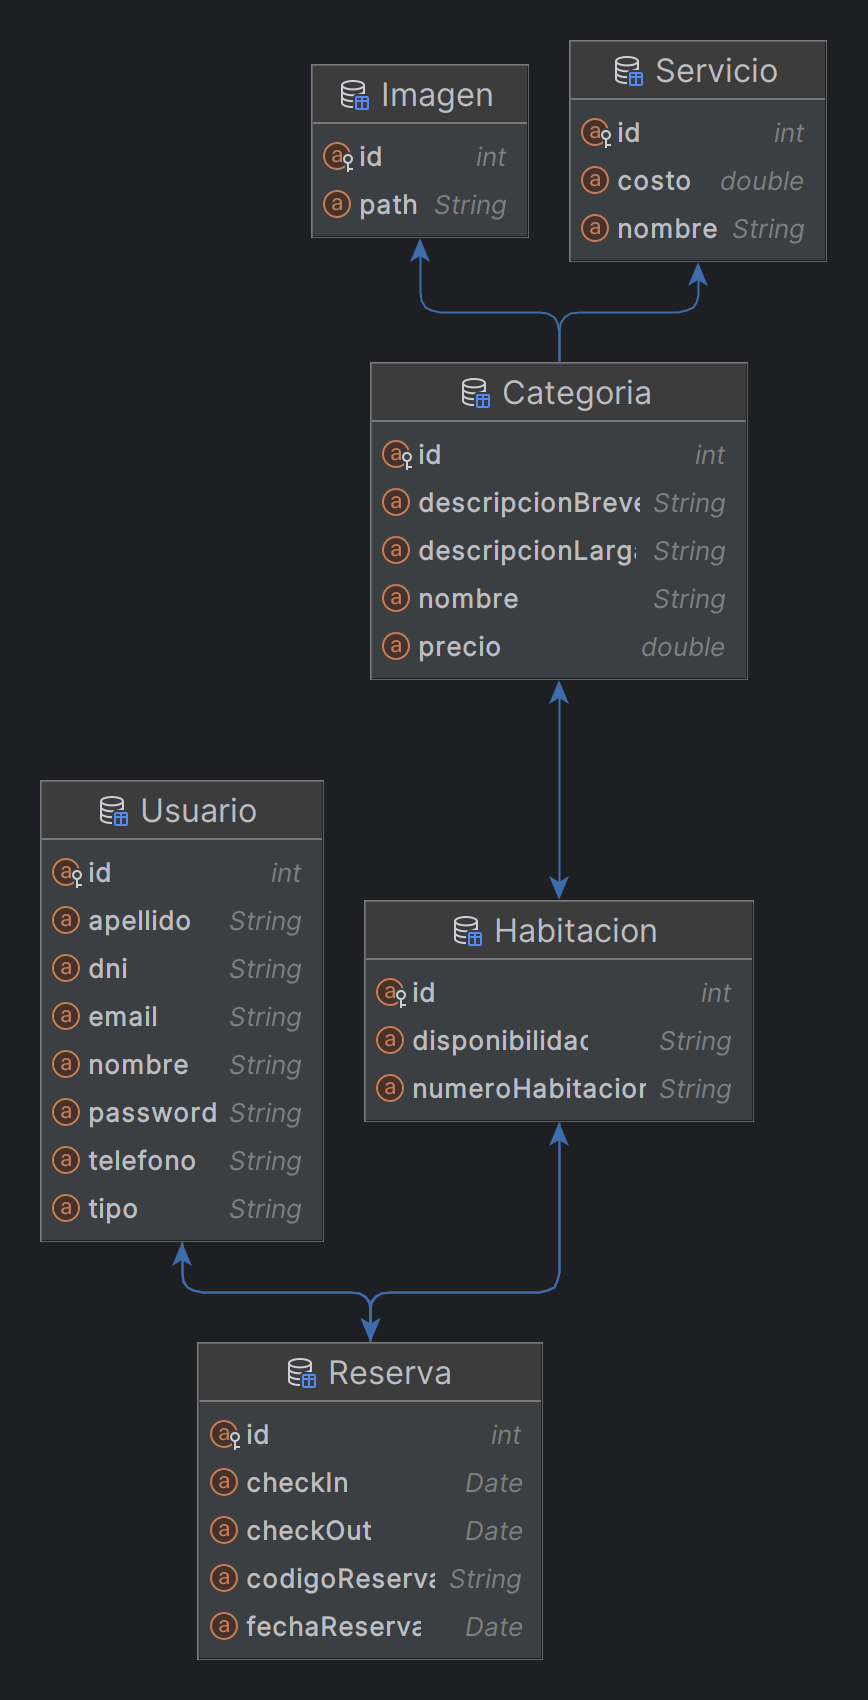 Imagen
id int
path String
Servicio
id int
costo double
nombre String
Categoria
id int
descripcionBreve String
descripcionLarga String
nombre String
precio double
Usuario
id int
apellido String
dni String
email String
nombre String
password String
telefono String
tipo String
Habitacion
id int
disponibilidad String
numeroHabitacion String
Reserva
id int
checkIn Date
checkOut Date
codigoReserva String
fechaReserva Date